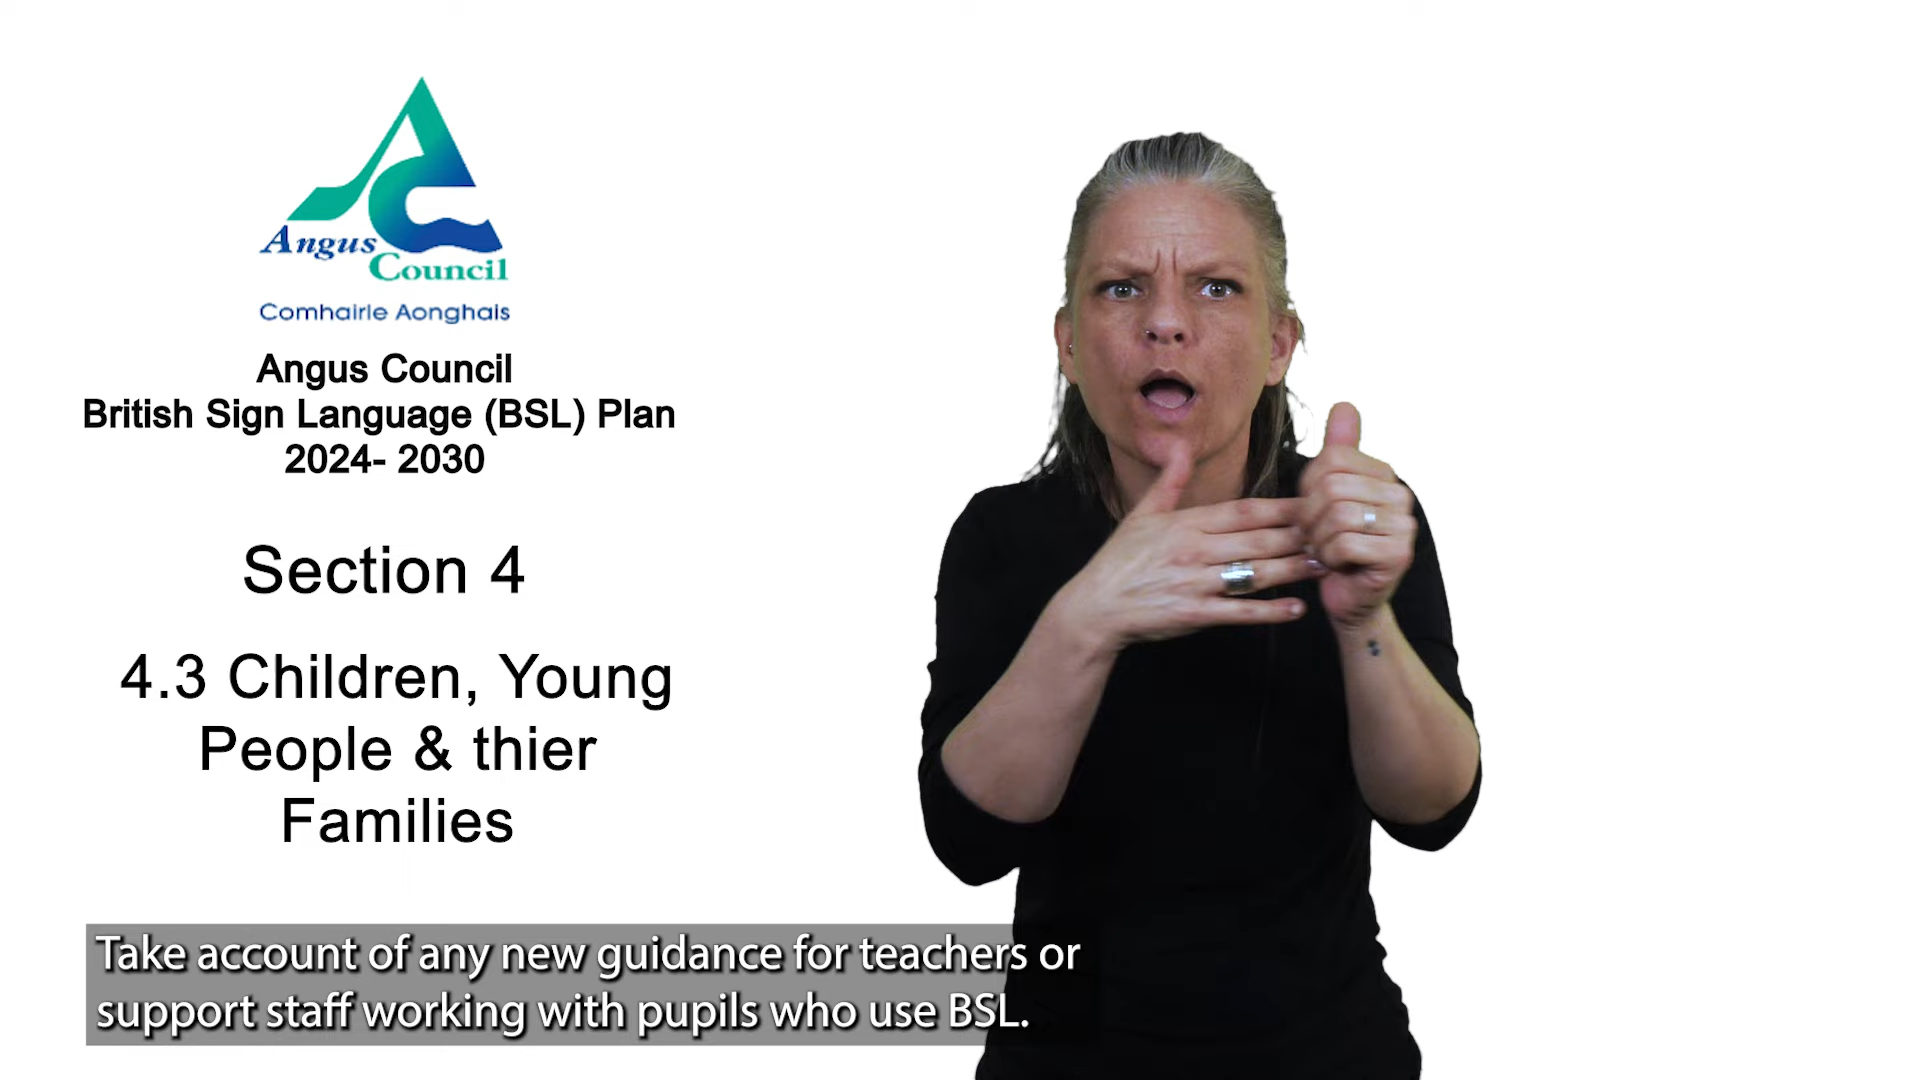 Angus
Council
Comhairle Aonghais
Angus Council
British Sign Language (BSL) Plan
2024- 2030
Section 4
4.3 Children, Young
People & thier
Families
Take account of any new guidance for teachers or
support staff working with pupils who use BSL.